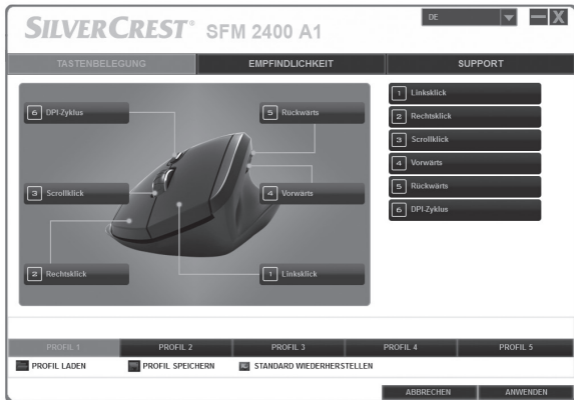 SILVERCREST® SFM 2400 A1
DE
TASTENBELEGUNG EMPFINDLICHKEIT SUPPORT
6 DPI-Zyklus
5 Rückwärts
3 Scrollklick
4 Vorwärts
2 Rechtsklick
1 Linksklick
1 Linksklick
2 Rechtsklick
3 Scrollklick
4 Vorwärts
5 Rückwärts
6 DPI-Zyklus
PROFIL 1 PROFIL 2 PROFIL 3 PROFIL 4 PROFIL 5
PROFIL LADEN PROFIL SPEICHERN STANDARD WIEDERHERSTELLEN
ABBRECHEN ANWENDEN